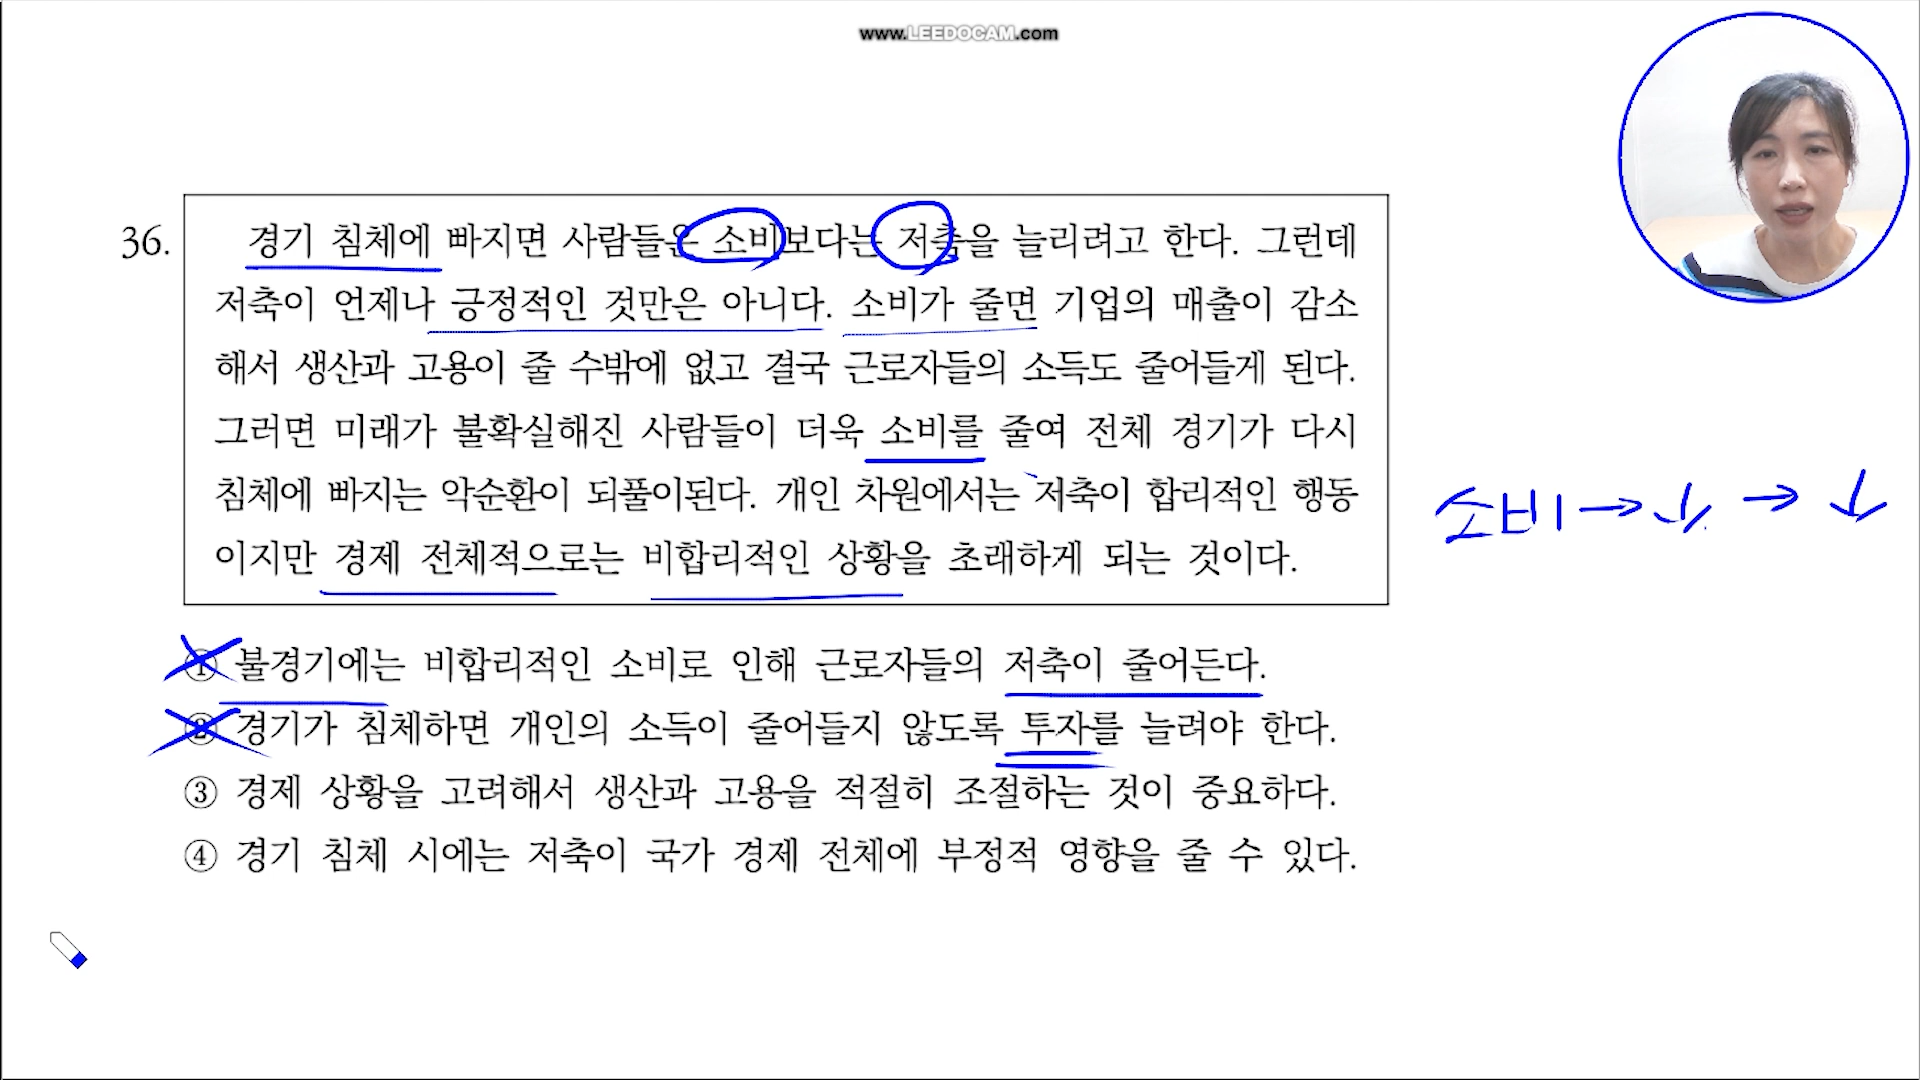 www.LEEDOCAM.com
36. 경기 침체에 빠지면 사람들은 소비보다는 저축을 늘리려고 한다. 그런데
저축이 언제나 긍정적인 것만은 아니다. 소비가 줄면 기업의 매출이 감소
해서 생산과 고용이 줄 수밖에 없고 결국 근로자들의 소득도 줄어들게 된다.
그러면 미래가 불확실해진 사람들이 더욱 소비를 줄여 전체 경기가 다시
침체에 빠지는 악순환이 되풀이된다. 개인 차원에서는 저축이 합리적인 행동
이지만 경제 전체적으로는 비합리적인 상황을 초래하게 되는 것이다.
소비→↓→↓
① 불경기에는 비합리적인 소비로 인해 근로자들의 저축이 줄어든다.
② 경기가 침체하면 개인의 소득이 줄어들지 않도록 투자를 늘려야 한다.
③ 경제 상황을 고려해서 생산과 고용을 적절히 조절하는 것이 중요하다.
④ 경기 침체 시에는 저축이 국가 경제 전체에 부정적 영향을 줄 수 있다.